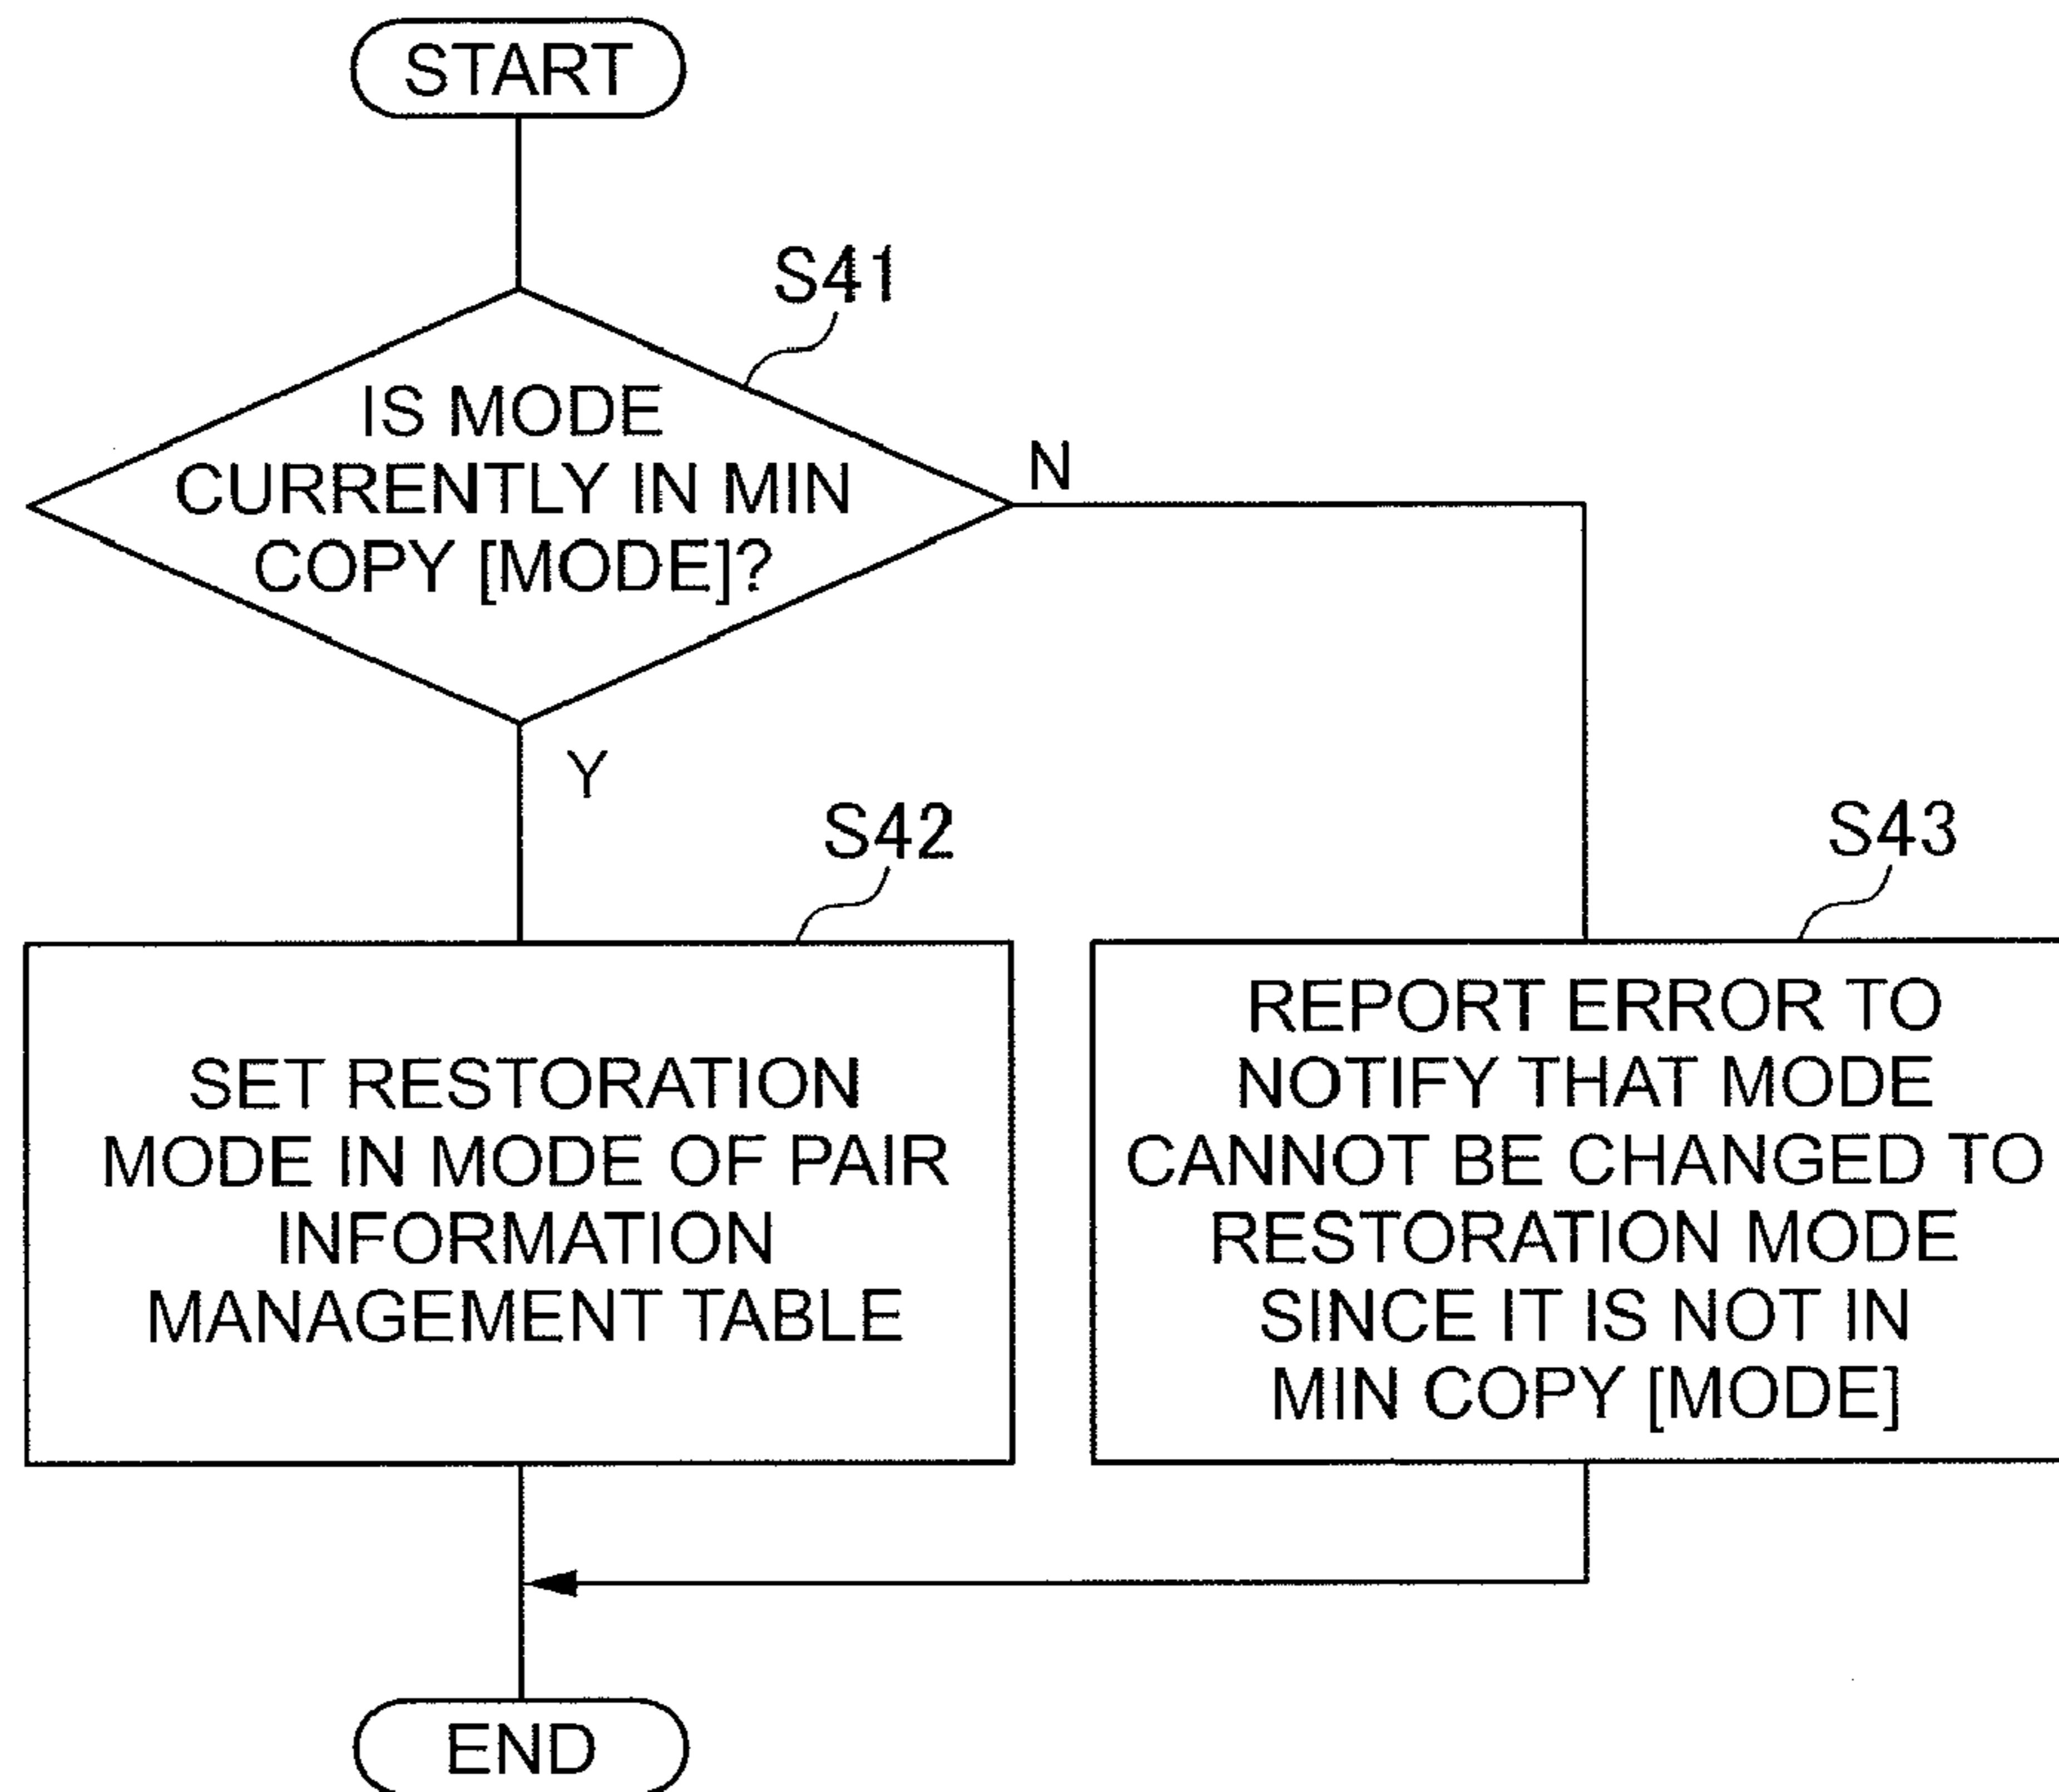 START
S41
IS MODE
CURRENTLY IN MIN
COPY [MODE]?
N
Y
S42
SET RESTORATION
MODE IN MODE OF PAIR
INFORMATION
MANAGEMENT TABLE
S43
REPORT ERROR TO
NOTIFY THAT MODE
CANNOT BE CHANGED TO
RESTORATION MODE
SINCE IT IS NOT IN
MIN COPY [MODE]
END